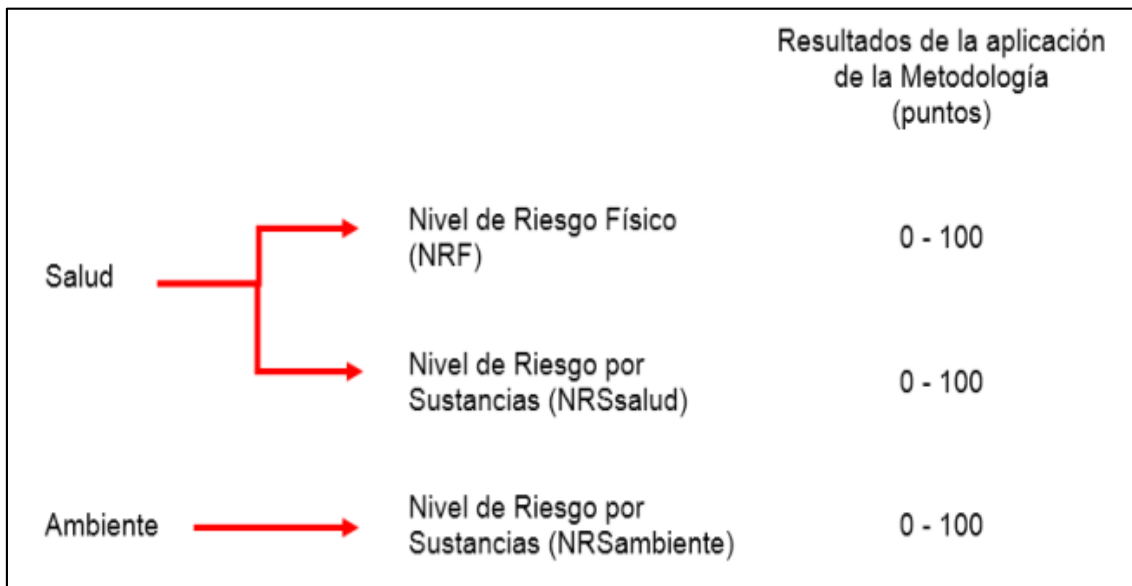 Resultados de la aplicación
de la Metodología
(puntos)
Salud
Nivel de Riesgo Físico
(NRF)
0 - 100
Nivel de Riesgo por
Sustancias (NRSsalud)
0 - 100
Ambiente
Nivel de Riesgo por
Sustancias (NRSambiente)
0 - 100